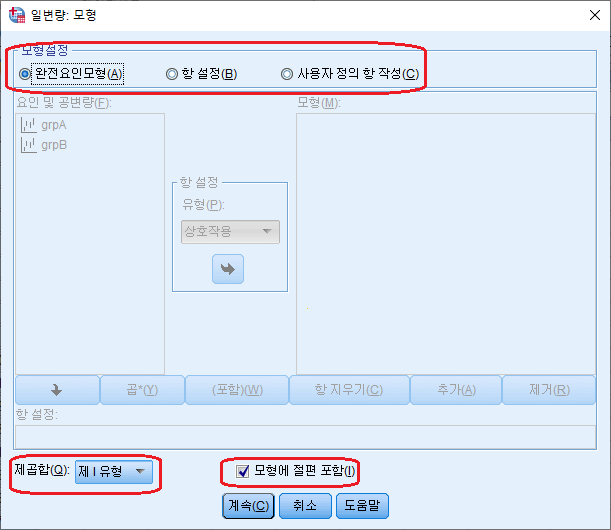 일변량: 모형
모형설정
완전요인모형(A) 항 설정(B) 사용자 정의 항 작성(C)
요인 및 공변량(F): 모형(M):
grpA
grpB
항 설정
유형(P):
상호작용
곱*(Y) (포함)(W) 항 지우기(C) 추가(A) 제거(R)
항 설정:
제곱합(Q): 제 I 유형 모형에 절편 포함(I)
계속(C) 취소 도움말